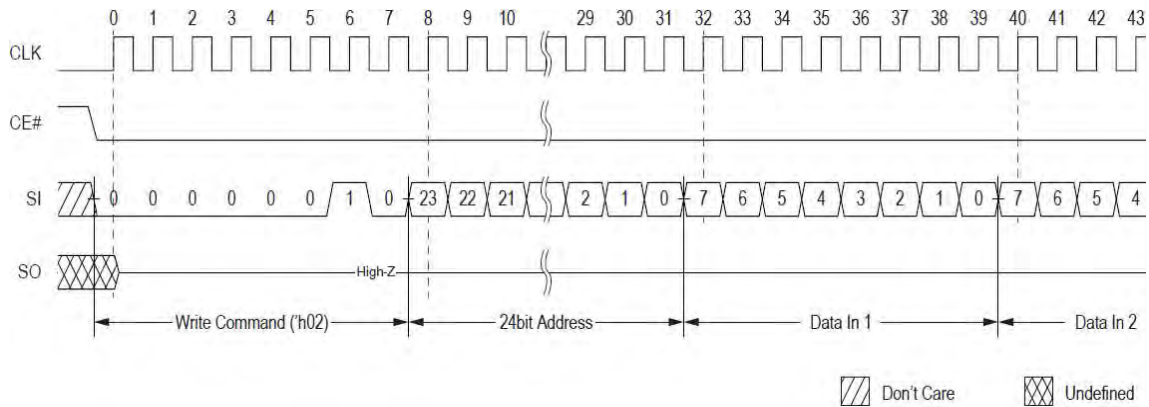 0 1 2 3 4 5 6 7 8 9 10 29 30 31 32 33 34 35 36 37 38 39 40 41 42 43
CLK
CE#
SI 0 0 0 0 0 0 1 0 23 22 21 2 1 0 7 6 5 4 3 2 1 0 7 6 5 4
SO High-Z
Write Command ('h02) 24bit Address Data In 1 Data In 2
Don't Care Undefined